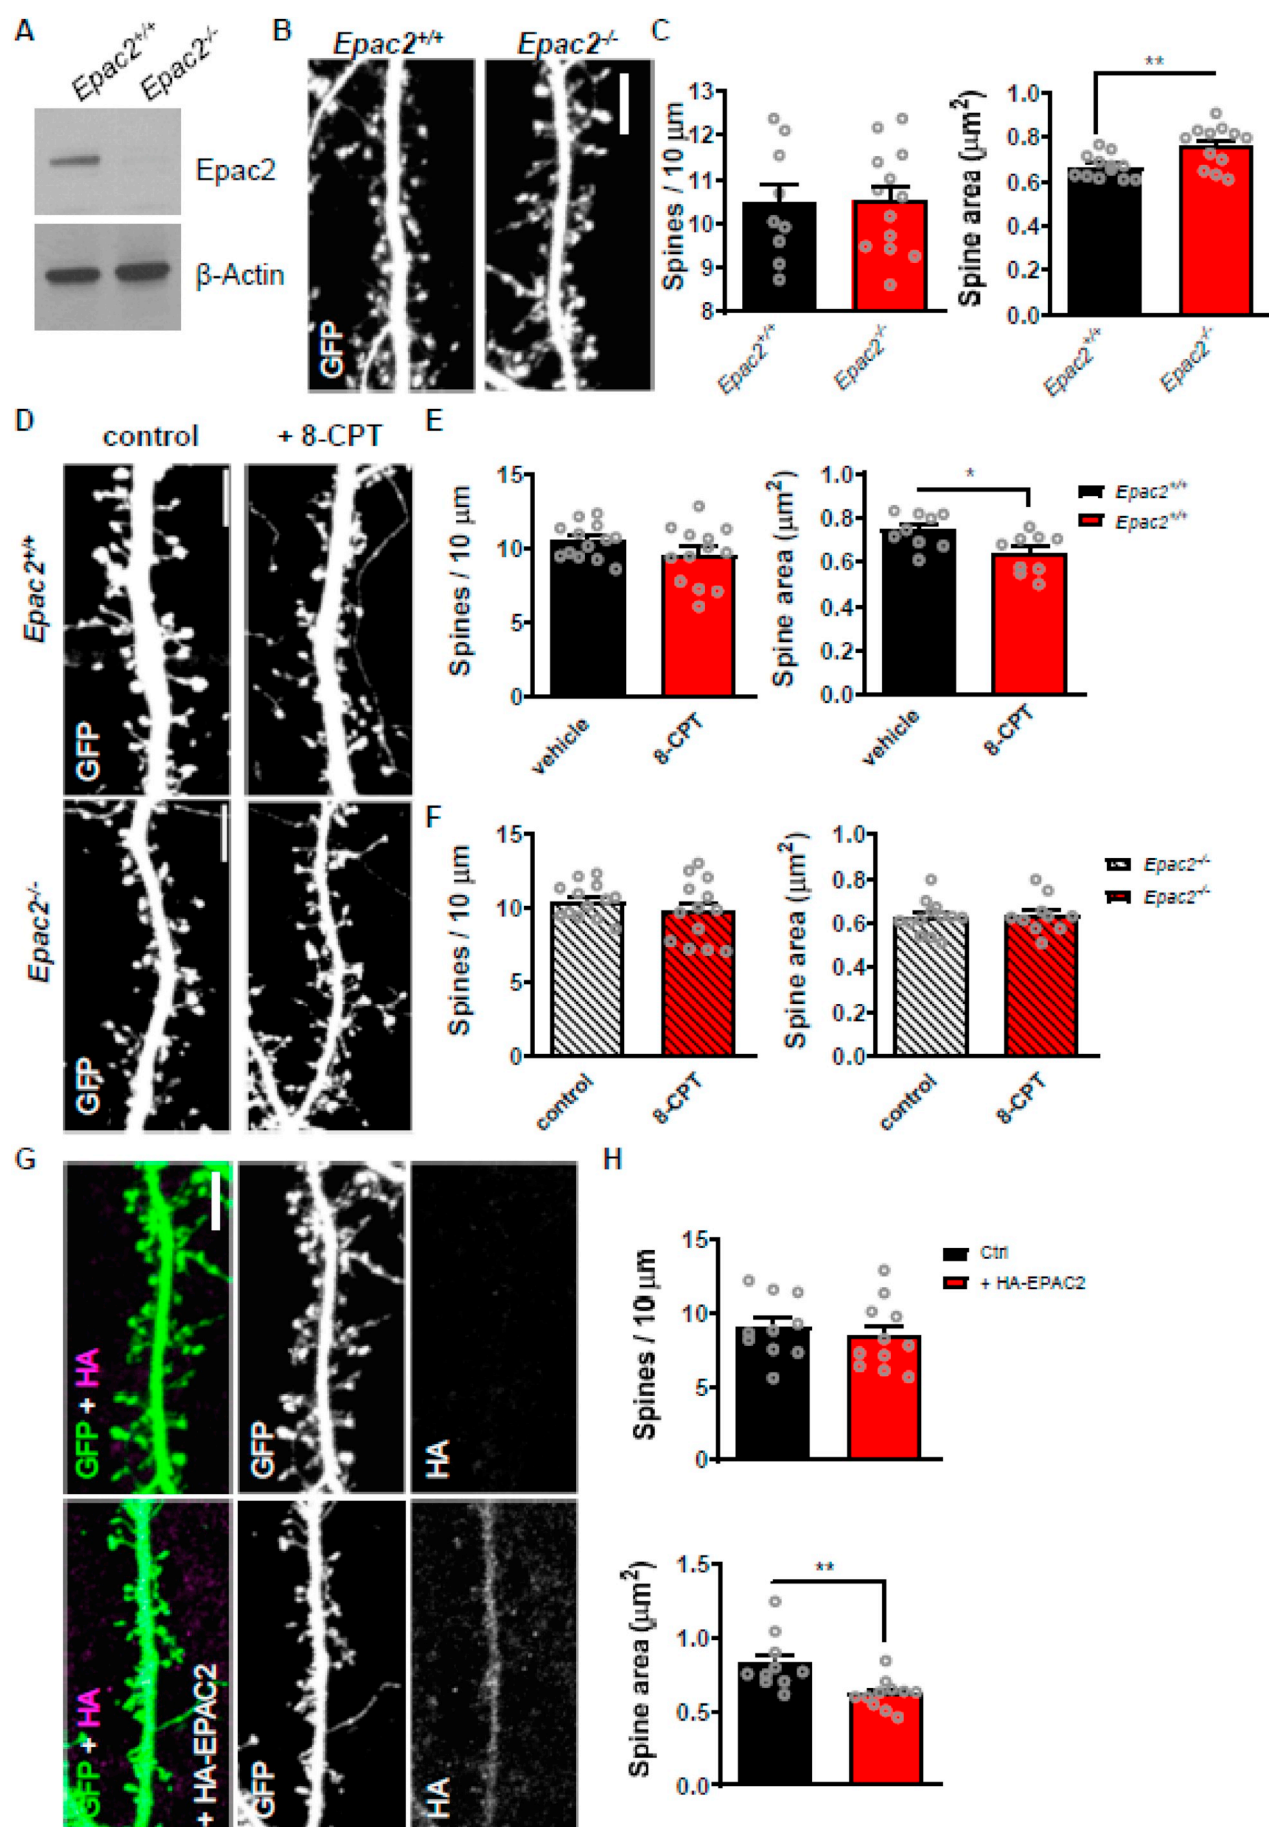 A
Epac2+/+
Epac2-/-
Epac2
β-Actin
B
Epac2+/+
Epac2-/-
GFP
C
Spines / 10 µm
13
12
11
10
9
8
Epac2+/+
Epac2-/-
Spine area (µm²)
**
1.0
0.8
0.6
0.4
0.2
0.0
Epac2+/+
Epac2-/-
D
control
+ 8-CPT
Epac2+/+
GFP
Epac2-/-
GFP
E
Spines / 10 µm
15
10
5
0
vehicle
8-CPT
Spine area (µm²)
*
1.0
0.8
0.6
0.4
0.2
0.0
vehicle
8-CPT
Epac2+/+
Epac2+/+
F
Spines / 10 µm
15
10
5
0
control
8-CPT
Spine area (µm²)
1.0
0.8
0.6
0.4
0.2
0.0
control
8-CPT
Epac2-/-
Epac2-/-
G
GFP + HA
GFP
HA
GFP + HA
+ HA-EPAC2
GFP
HA
H
Spines / 10 µm
15
10
5
0
Ctrl
+ HA-EPAC2
Spine area (µm²)
**
1.5
1.0
0.5
0.0